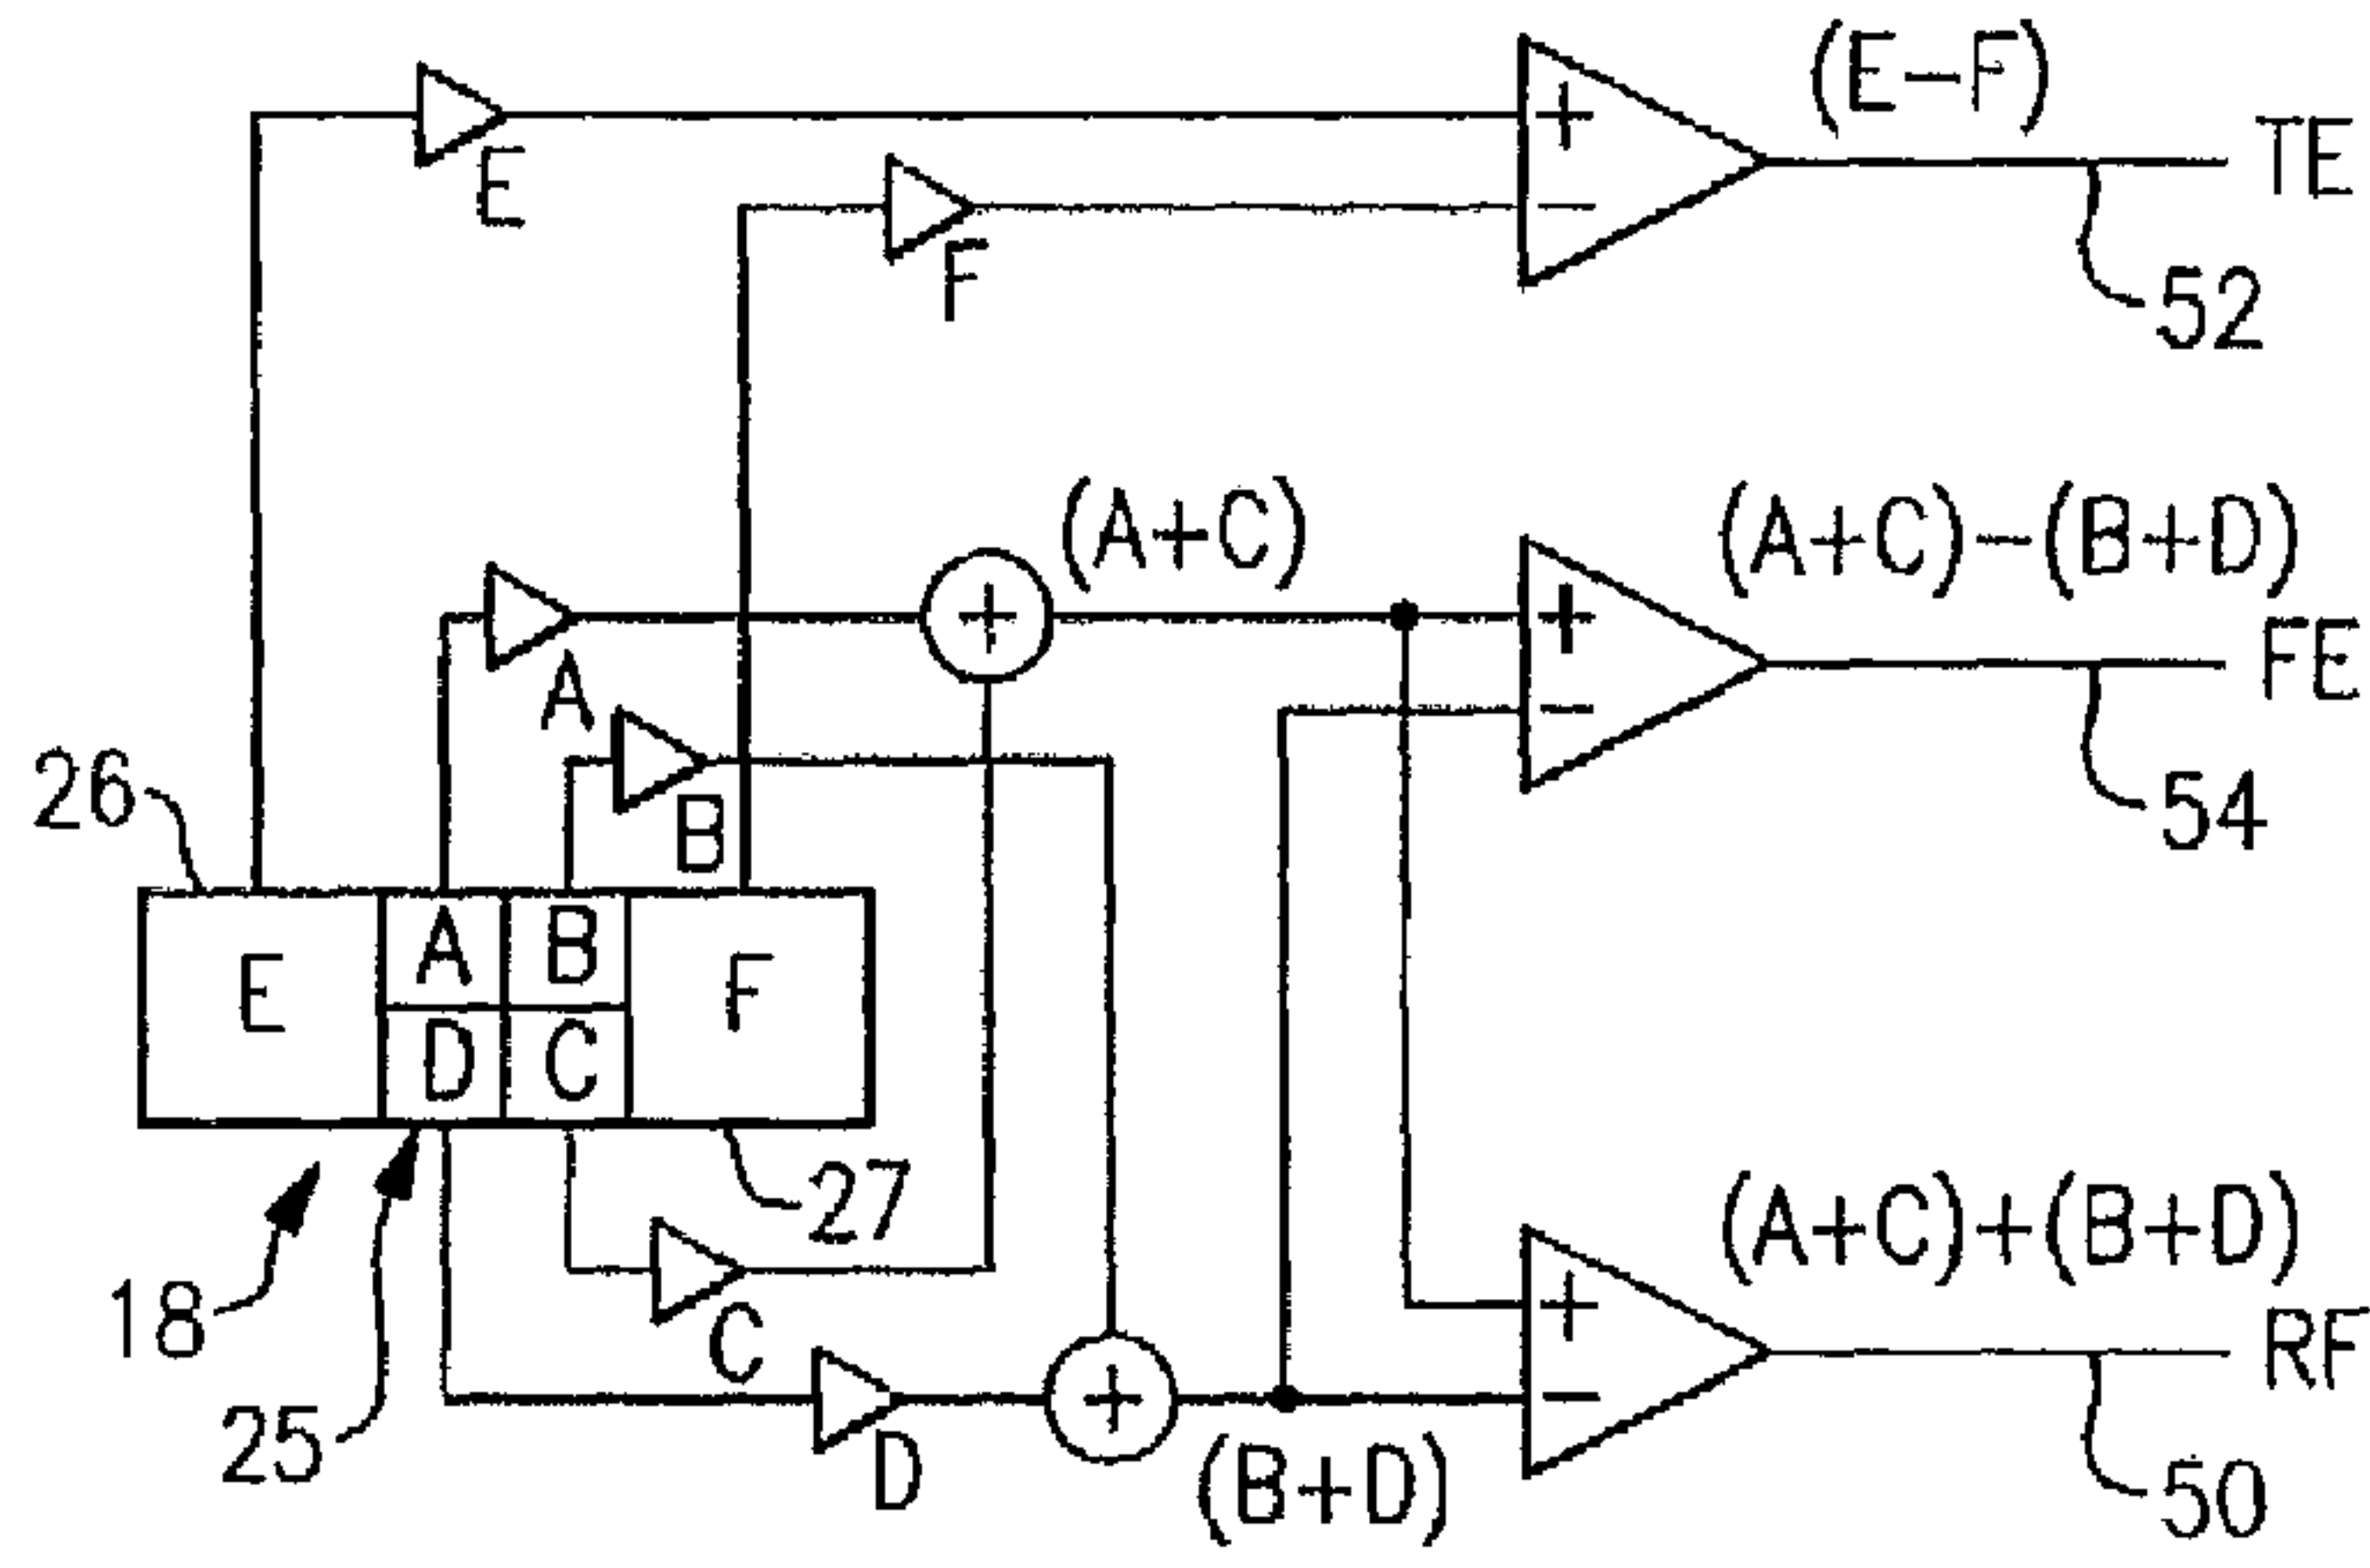 (E-F)
TE
E
F
52
(A+C)
(A+C)-(B+D)
FE
A
B
54
26
E
A
B
F
D
C
27
(A+C)+(B+D)
RF
18
C
25
D
(B+D)
50
+
-
+
+
-
+
+
-